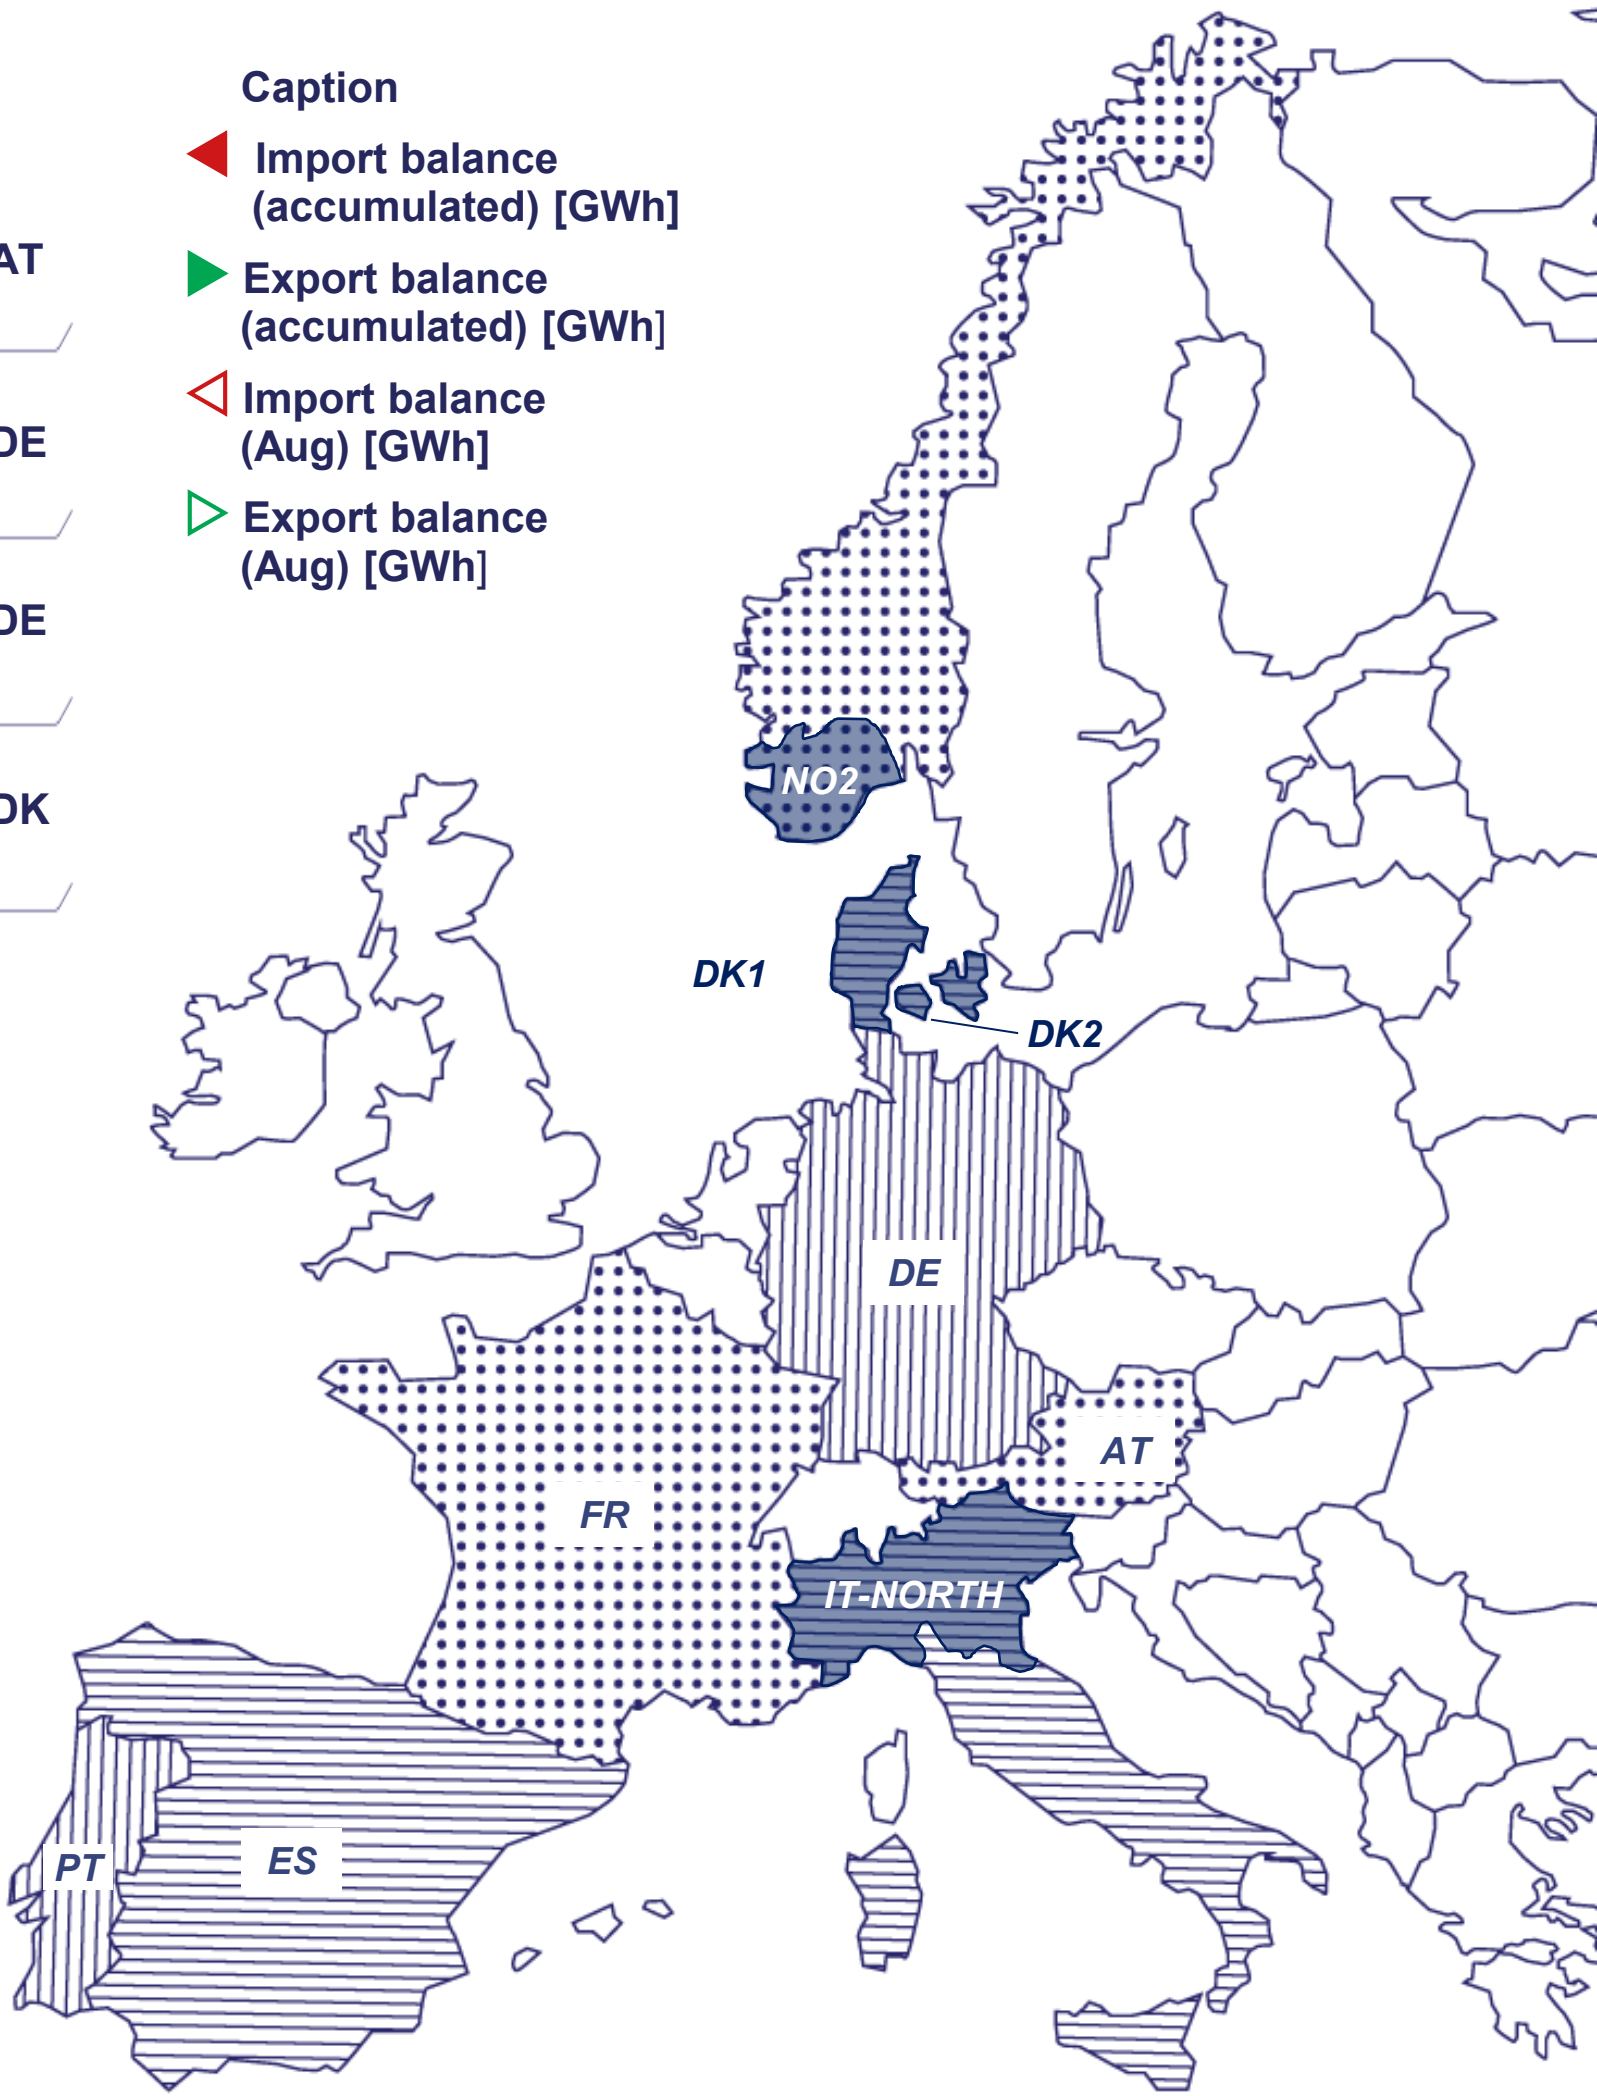 Caption
Import balance
(accumulated) [GWh]
AT
Export balance
(accumulated) [GWh]
Import balance
(Aug) [GWh]
DE
Export balance
(Aug) [GWh]
DE
NO2
DK
DK1
DK2
DE
AT
FR
IT-NORTH
ES
PT